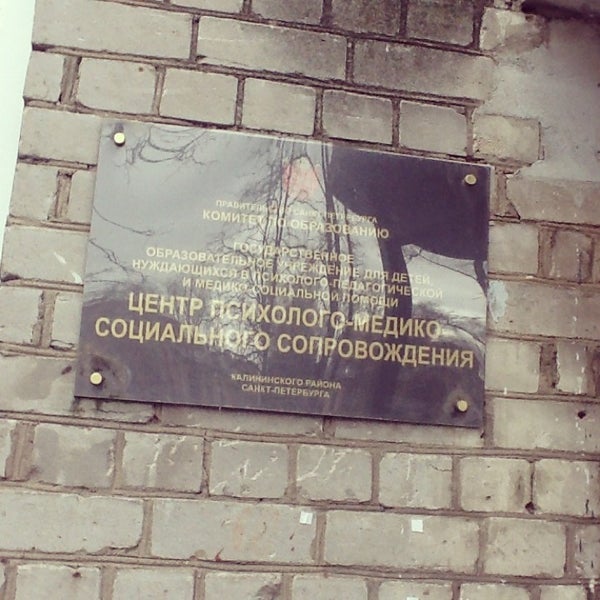 ПРАВИТЕЛЬСТВО САНКТ-ПЕТЕРБУРГА
КОМИТЕТ ПО ОБРАЗОВАНИЮ
ГОСУДАРСТВЕННОЕ
ОБРАЗОВАТЕЛЬНОЕ УЧРЕЖДЕНИЕ ДЛЯ ДЕТЕЙ,
НУЖДАЮЩИХСЯ В ПСИХОЛОГО-ПЕДАГОГИЧЕСКОЙ
И МЕДИКО-СОЦИАЛЬНОЙ ПОМОЩИ
ЦЕНТР ПСИХОЛОГО-МЕДИКО-
СОЦИАЛЬНОГО СОПРОВОЖДЕНИЯ
КАЛИНИНСКОГО РАЙОНА
САНКТ-ПЕТЕРБУРГА